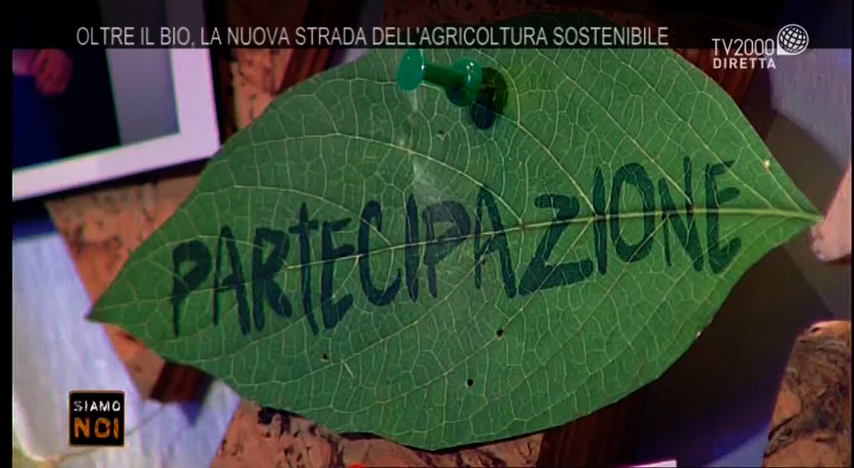 OLTRE IL BIO, LA NUOVA STRADA DELL'AGRICOLTURA SOSTENIBILE
TV2000
DIRETTA
PARTECIPAZIONE
SIAMO
NOI